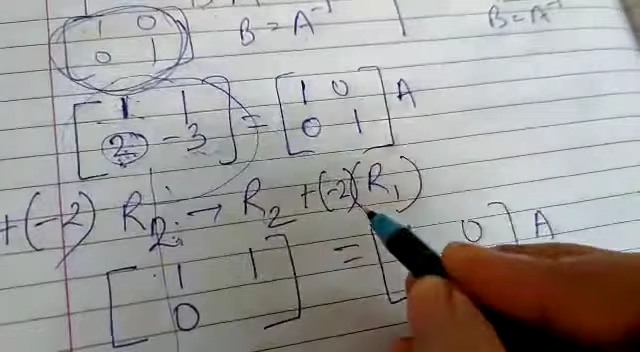 1 0 B = A⁻¹ B = A⁻¹
0 1
[1 1] = [1 0] A
[2 -3] [0 1]
+(-2) R₂ → R₂ +(-2)(R₁)
[1 1] = [ 0] A
[0 ]